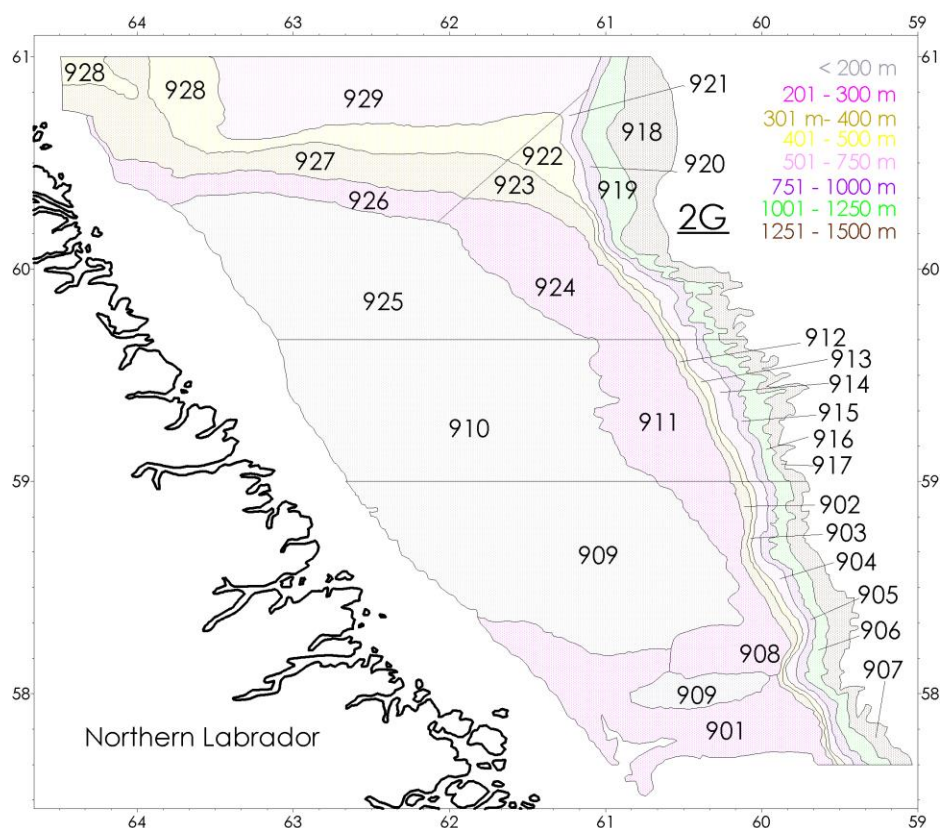 64 63 62 61 60 59
61 61
928 928 929 921
< 200 m
201 - 300 m
301 m- 400 m
401 - 500 m
501 - 750 m
751 - 1000 m
1001 - 1250 m
1251 - 1500 m
918
922
927 920
923 919
926
2G
60 60
924
925
912
913
914
910 911 915
916
917
59 59
902
903
909 904
905
906
908 907
58 909 58
901
Northern Labrador
64 63 62 61 60 59